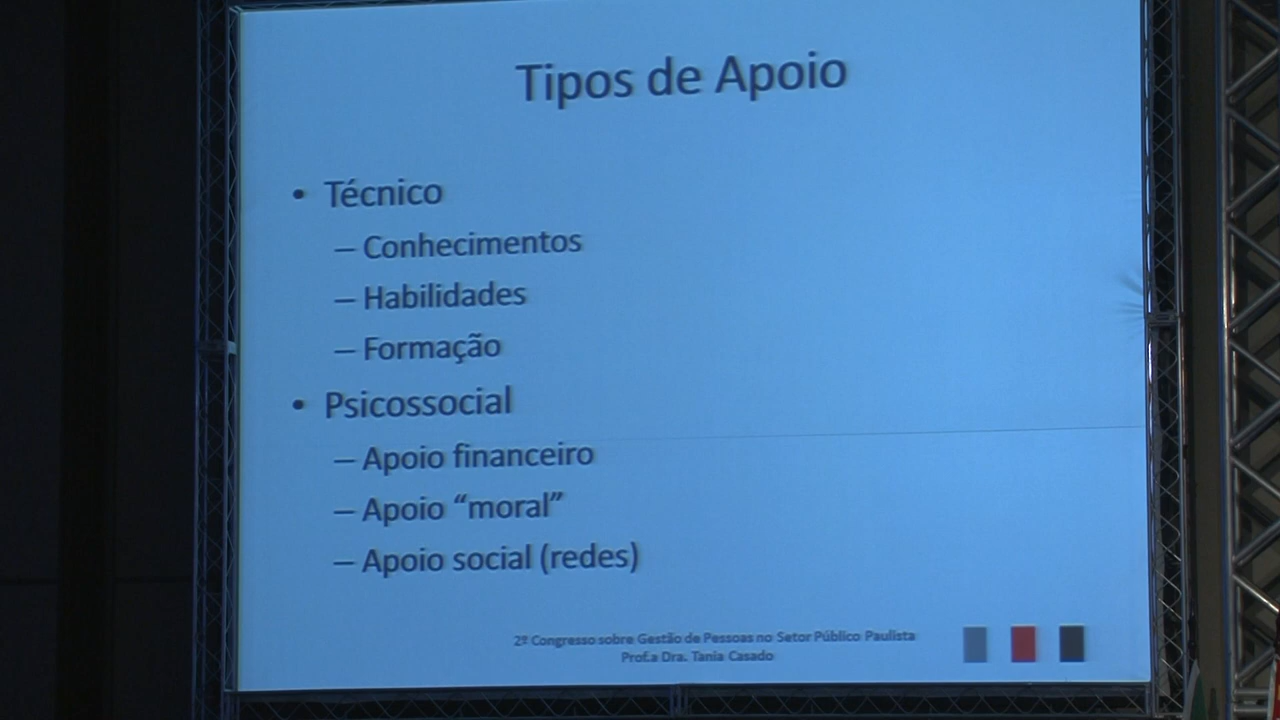 Tipos de Apoio
• Técnico
– Conhecimentos
– Habilidades
– Formação
• Psicossocial
– Apoio financeiro
– Apoio “moral”
– Apoio social (redes)
2º Congresso sobre Gestão de Pessoas no Setor Público Paulista
Prof.a Dra. Tania Casado